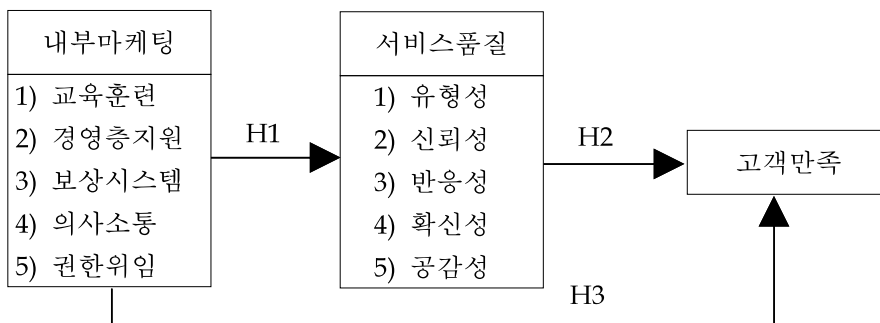 내부마케팅
1) 교육훈련
2) 경영층지원
3) 보상시스템
4) 의사소통
5) 권한위임
H1
서비스품질
1) 유형성
2) 신뢰성
3) 반응성
4) 확신성
5) 공감성
H2
고객만족
H3